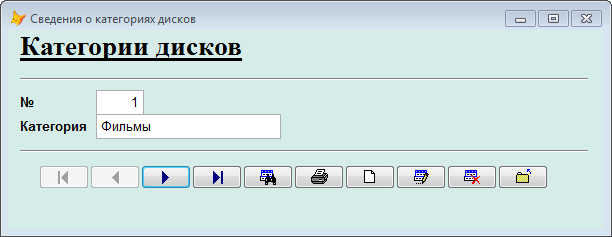 Сведения о категориях дисков
Категории дисков
№ 1
Категория Фильмы